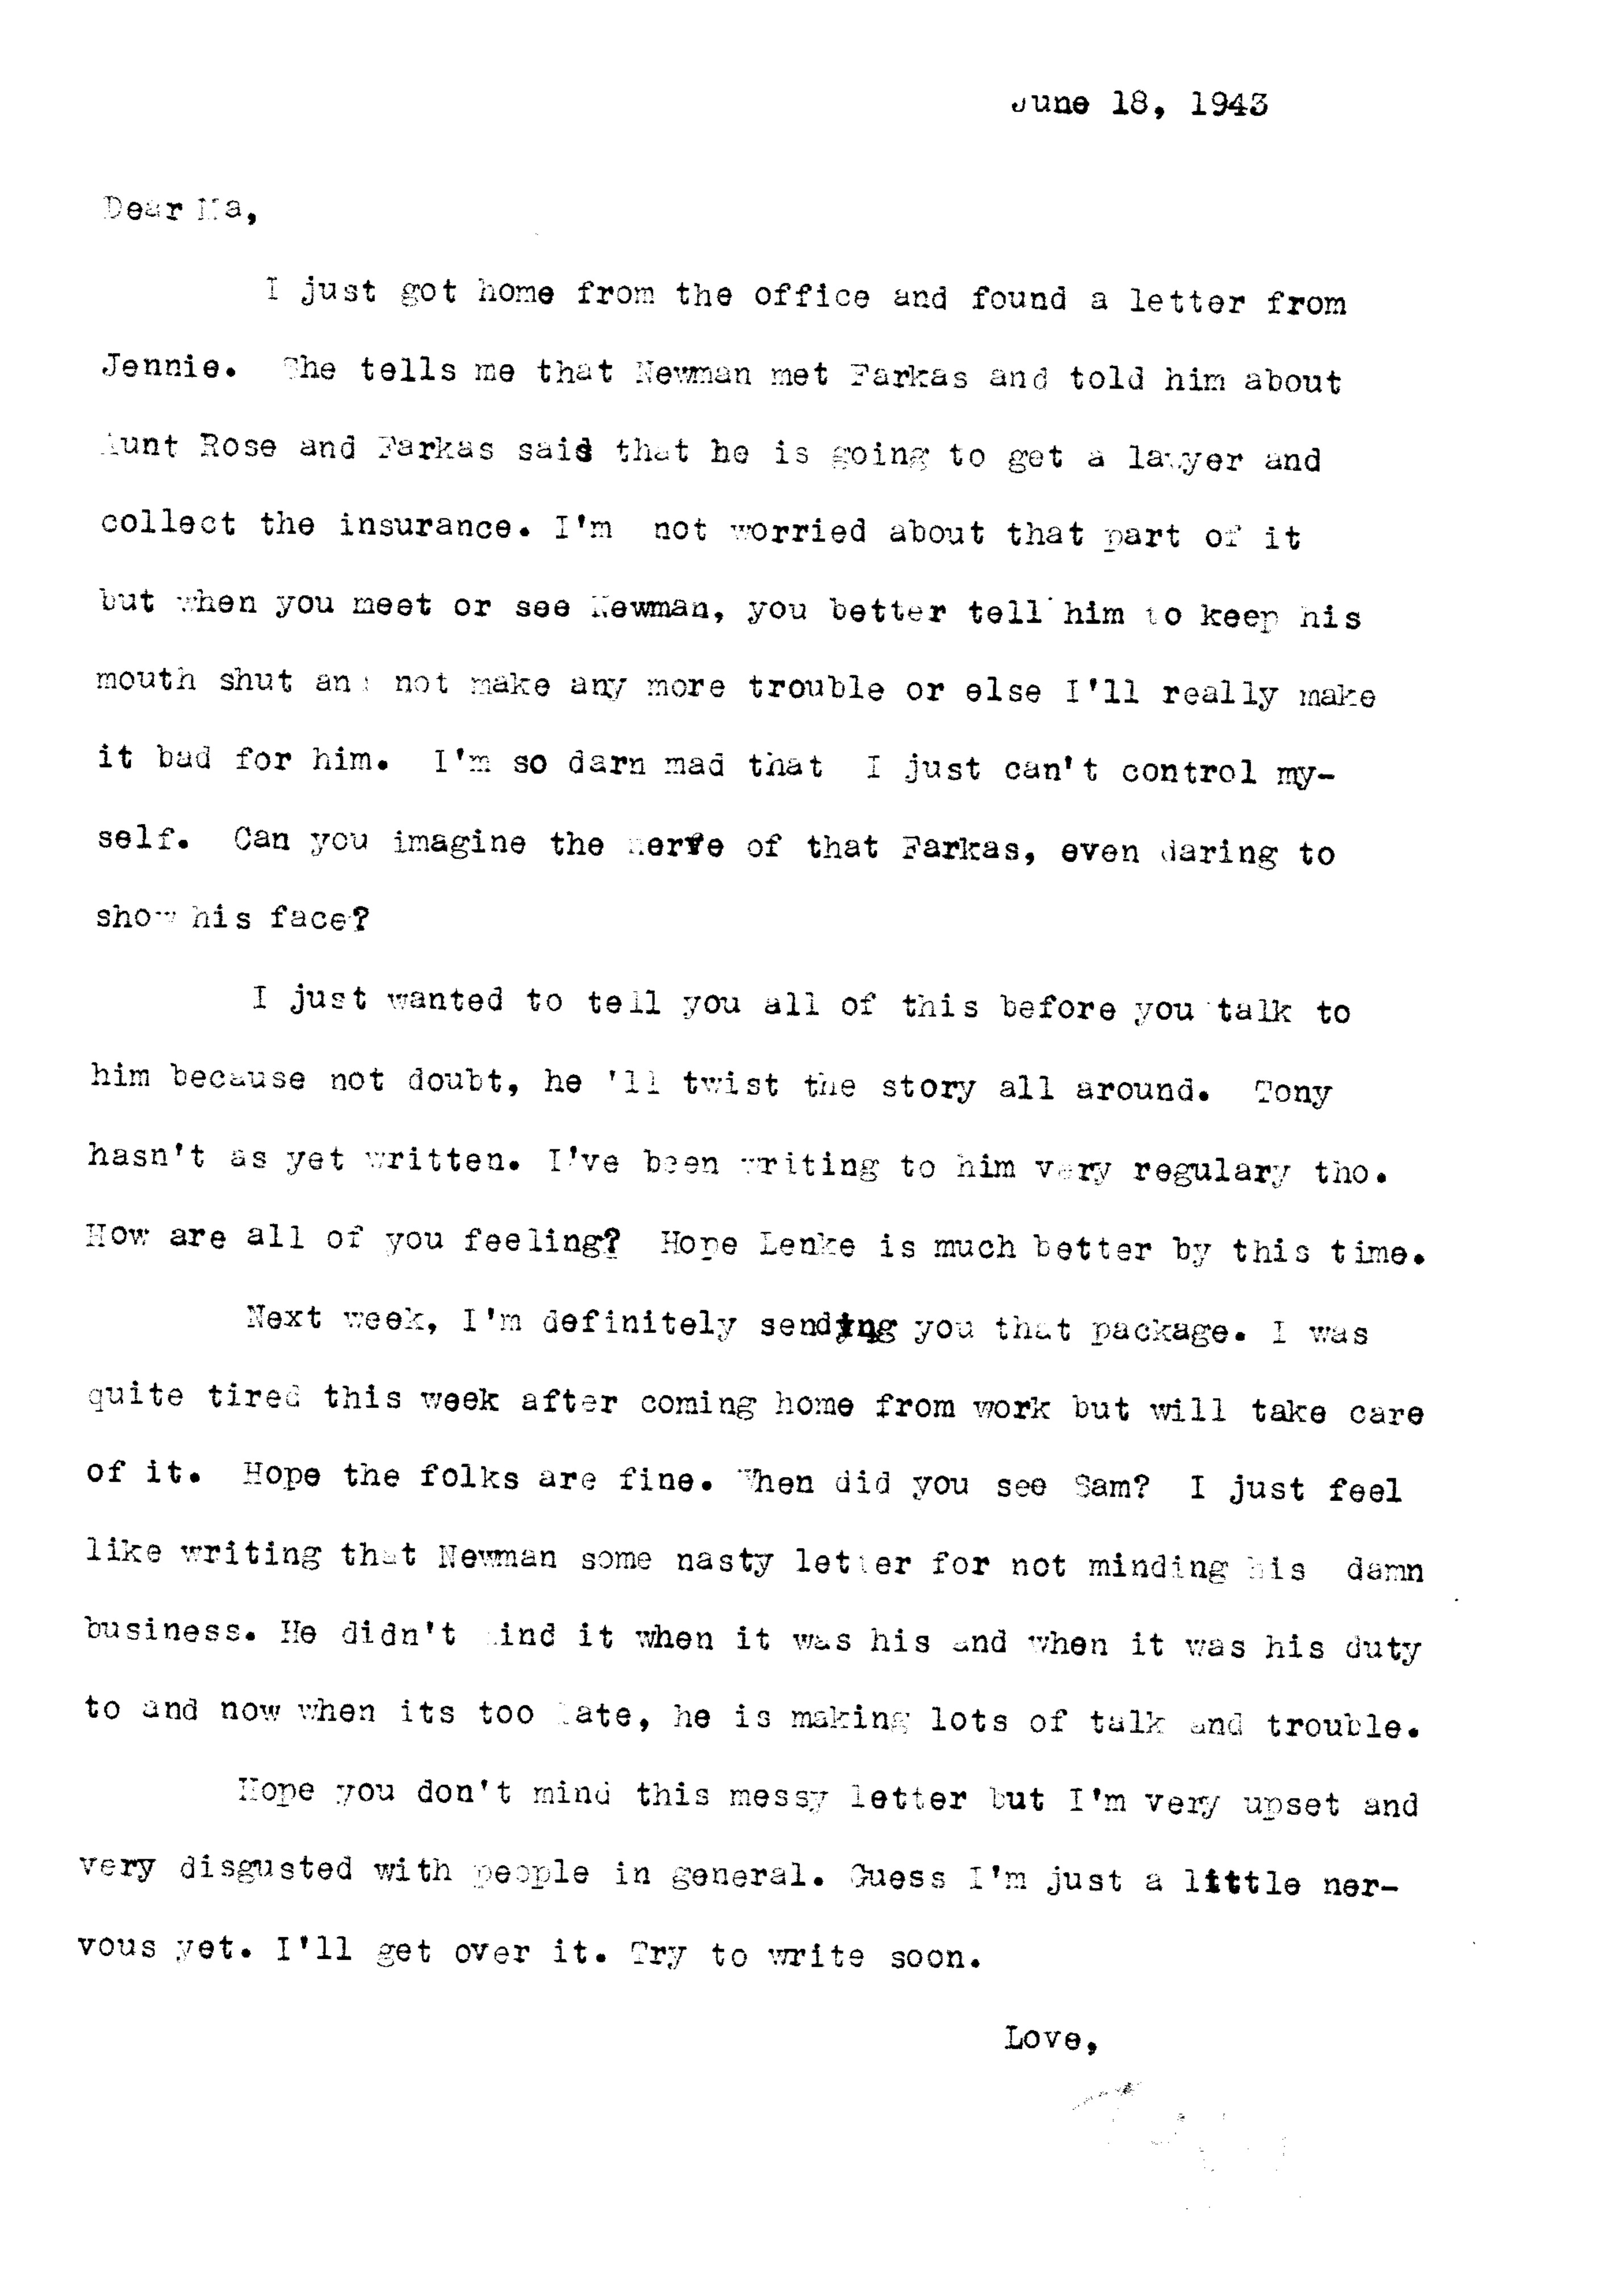 June 18, 1943
Dear Ma,
I just got home from the office and found a letter from
Jennie. She tells me that Newman met Farkas and told him about
Aunt Rose and Farkas said that he is going to get a lawyer and
collect the insurance. I'm not worried about that part of it
but when you meet or see Newman, you better tell him to keep his
mouth shut and not make any more trouble or else I'll really make
it bad for him. I'm so darn mad that I just can't control my-
self. Can you imagine the nerve of that Farkas, even daring to
show his face?
I just wanted to tell you all of this before you talk to
him because not doubt, he 'll twist the story all around. Tony
hasn't as yet written. I've been writing to him very regulary tho.
How are all of you feeling? Hope Lenke is much better by this time.
Next week, I'm definitely sending you that package. I was
quite tired this week after coming home from work but will take care
of it. Hope the folks are fine. When did you see Sam? I just feel
like writing that Newman some nasty letter for not minding his damn
business. He didn't mind it when it was his and when it was his duty
to and now when its too late, he is making lots of talk and trouble.
Hope you don't mind this messy letter but I'm very upset and
very disgusted with people in general. Guess I'm just a little ner-
vous yet. I'll get over it. Try to write soon.
Love,